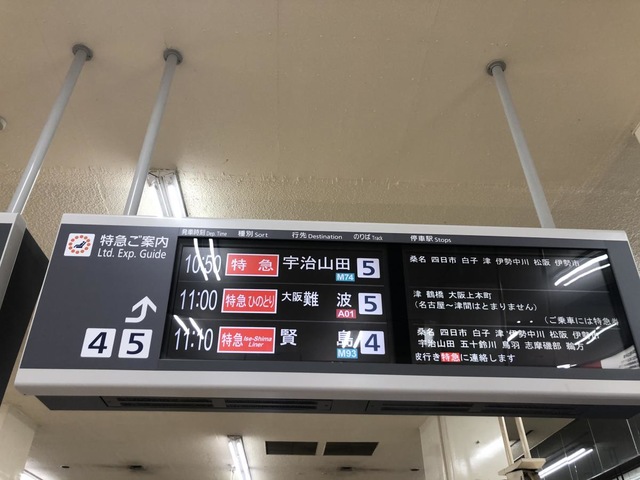 特急ご案内
Ltd. Exp. Guide
4 5
発車時刻 Dep. Time 種別 Sort 行先 Destination のりば Track 停車駅 Stops
10:50 特急 宇治山田 M74 5 桑名 四日市 白子 津 伊勢中川 松阪 伊勢市
11:00 特急ひのとり 大阪難波 A01 5 津 鶴橋 大阪上本町
(名古屋~津間はとまりません)
・・・(ご乗車には特急券
11:10 特急 Ise-Shima Liner 賢島 M93 4 桑名 四日市 白子 津 伊勢中川 松阪 伊勢市
宇治山田 五十鈴川 鳥羽 志摩磯部 鵜方
行き特急に連絡します